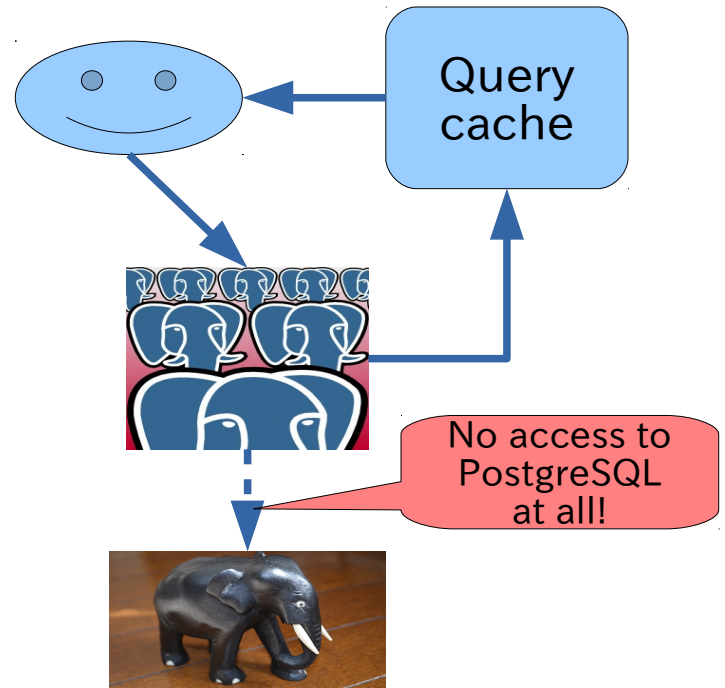 Query
cache
No access to
PostgreSQL
at all!